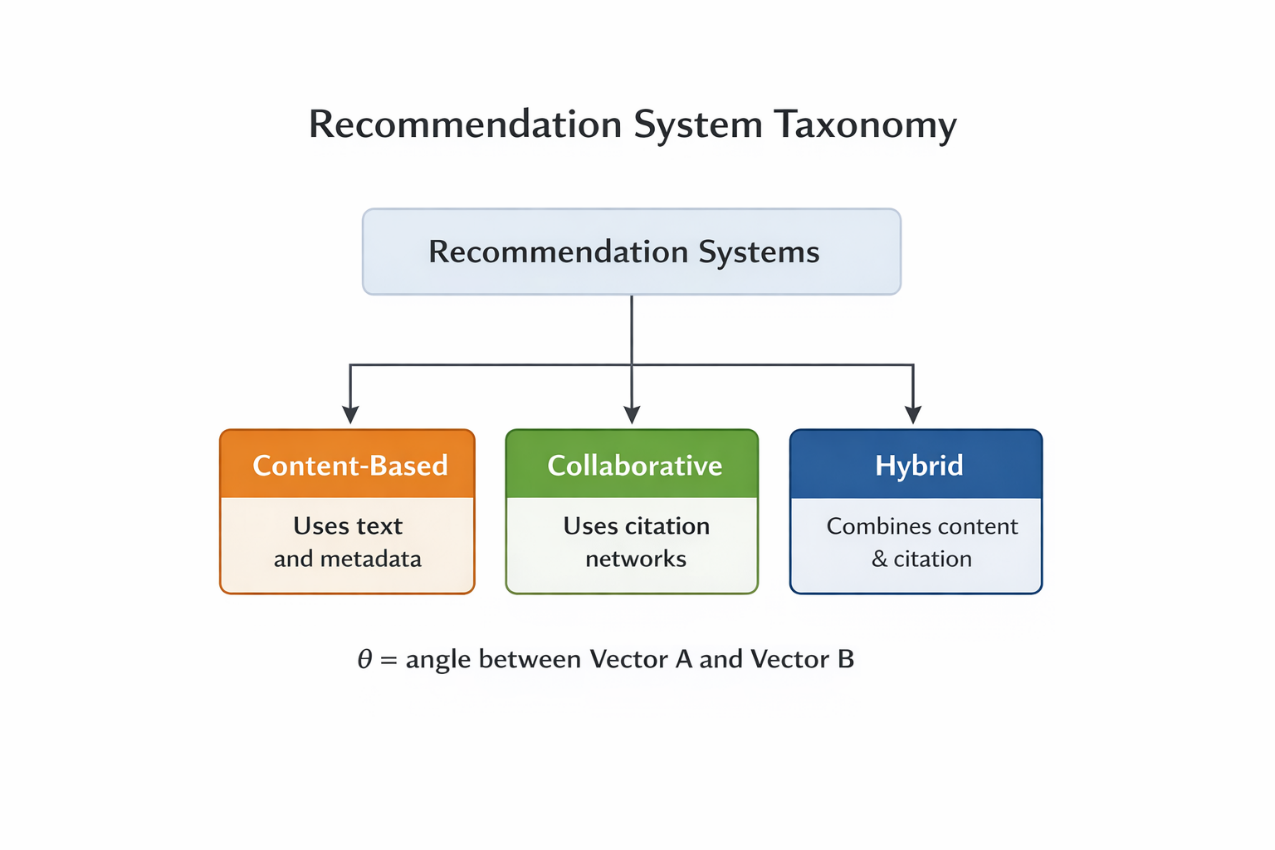 Recommendation System Taxonomy
Recommendation Systems
Content-Based
Uses text
and metadata
Collaborative
Uses citation
networks
Hybrid
Combines content
& citation
θ = angle between Vector A and Vector B